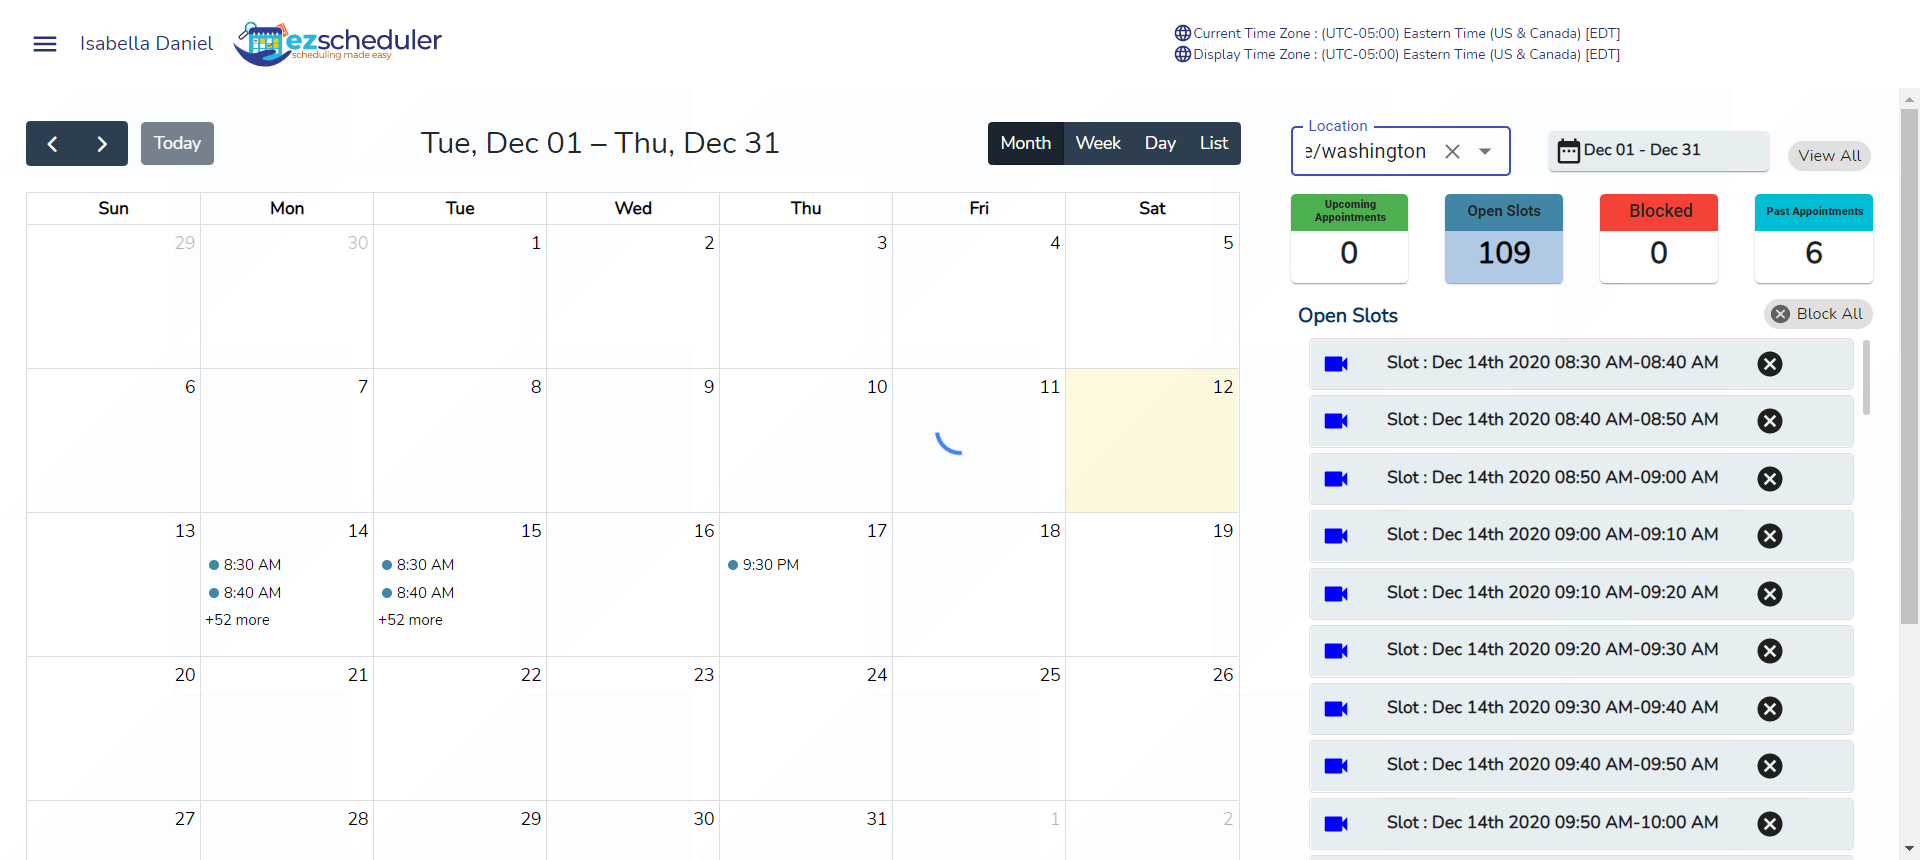 Isabella Daniel
ezscheduler
scheduling made easy
Current Time Zone : (UTC-05:00) Eastern Time (US & Canada) [EDT]
Display Time Zone : (UTC-05:00) Eastern Time (US & Canada) [EDT]
Today
Tue, Dec 01 – Thu, Dec 31
Month Week Day List
Location
e/washington
Dec 01 - Dec 31
View All
Upcoming
Appointments
0
Open Slots
109
Blocked
0
Past Appointments
6
Sun Mon Tue Wed Thu Fri Sat
29 30 1 2 3 4 5
6 7 8 9 10 11 12
13 14 15 16 17 18 19
8:30 AM 8:30 AM 9:30 PM
8:40 AM 8:40 AM
+52 more +52 more
20 21 22 23 24 25 26
27 28 29 30 31 1 2
Open Slots
Block All
Slot : Dec 14th 2020 08:30 AM-08:40 AM
Slot : Dec 14th 2020 08:40 AM-08:50 AM
Slot : Dec 14th 2020 08:50 AM-09:00 AM
Slot : Dec 14th 2020 09:00 AM-09:10 AM
Slot : Dec 14th 2020 09:10 AM-09:20 AM
Slot : Dec 14th 2020 09:20 AM-09:30 AM
Slot : Dec 14th 2020 09:30 AM-09:40 AM
Slot : Dec 14th 2020 09:40 AM-09:50 AM
Slot : Dec 14th 2020 09:50 AM-10:00 AM